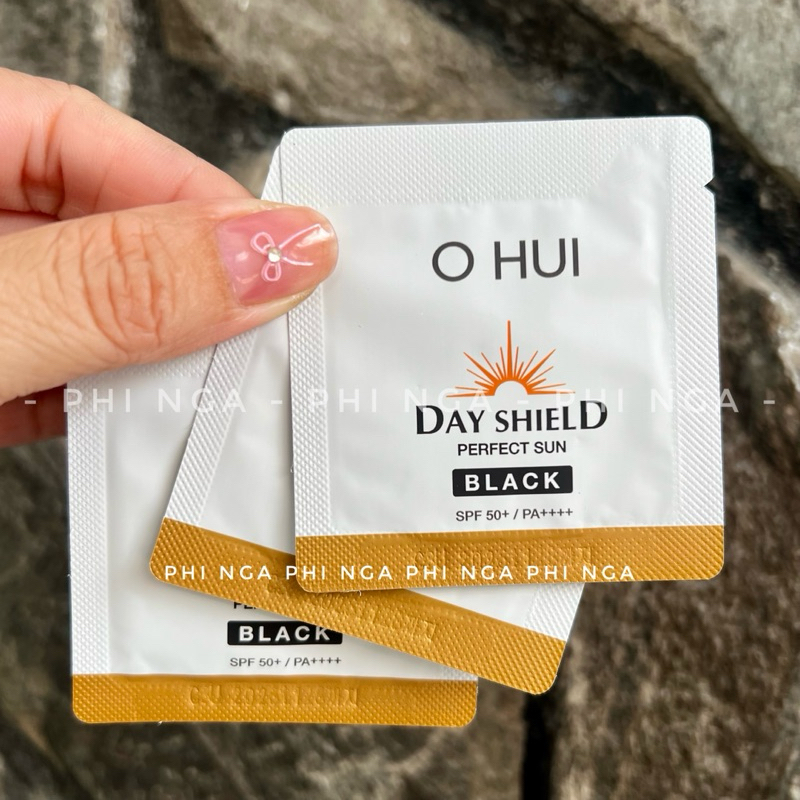 O HUI
DAY SHIELD
- PHI NGA - PHI NGA - PHI NGA -
PERFECT SUN
BLACK
SPF 50+ / PA++++
PHI NGA PHI NGA PHI NGA PHI NGA
BLACK
SPF 50+ / PA++++